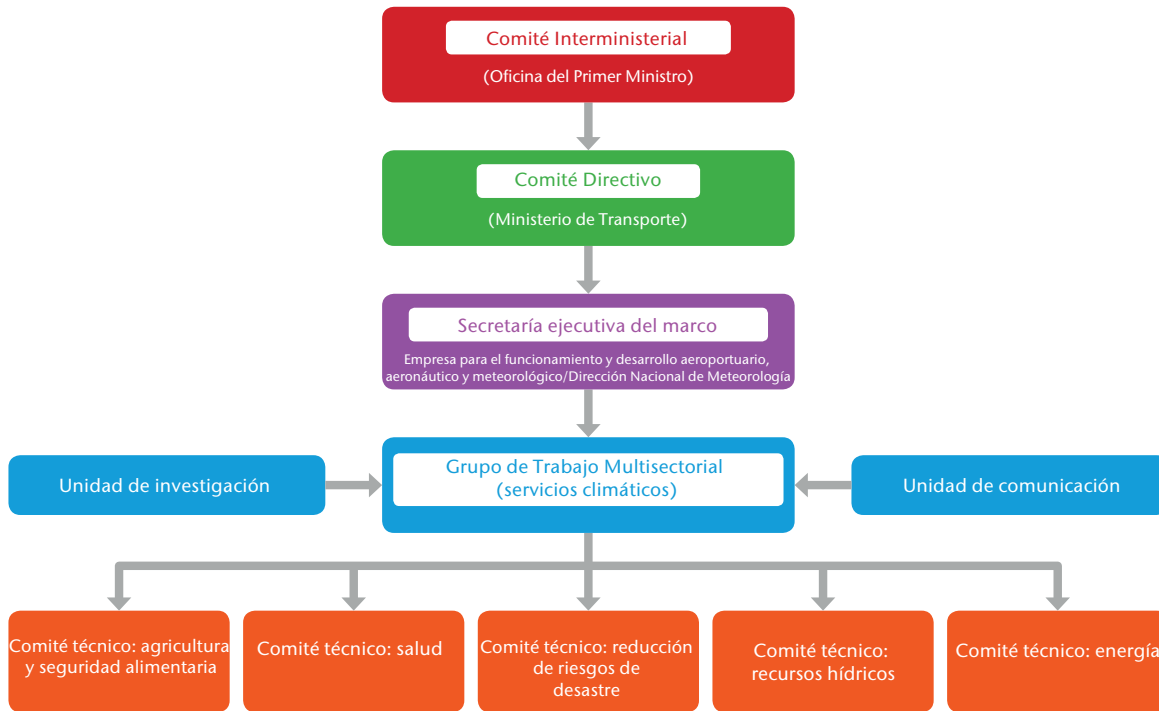 Comité Interministerial
(Oficina del Primer Ministro)
Comité Directivo
(Ministerio de Transporte)
Secretaría ejecutiva del marco
Empresa para el funcionamiento y desarrollo aeroportuario,
aeronáutico y meteorológico/Dirección Nacional de Meteorología
Unidad de investigación
Grupo de Trabajo Multisectorial
(servicios climáticos)
Unidad de comunicación
Comité técnico: agricultura
y seguridad alimentaria
Comité técnico: salud
Comité técnico: reducción
de riesgos de
desastre
Comité técnico:
recursos hídricos
Comité técnico: energía